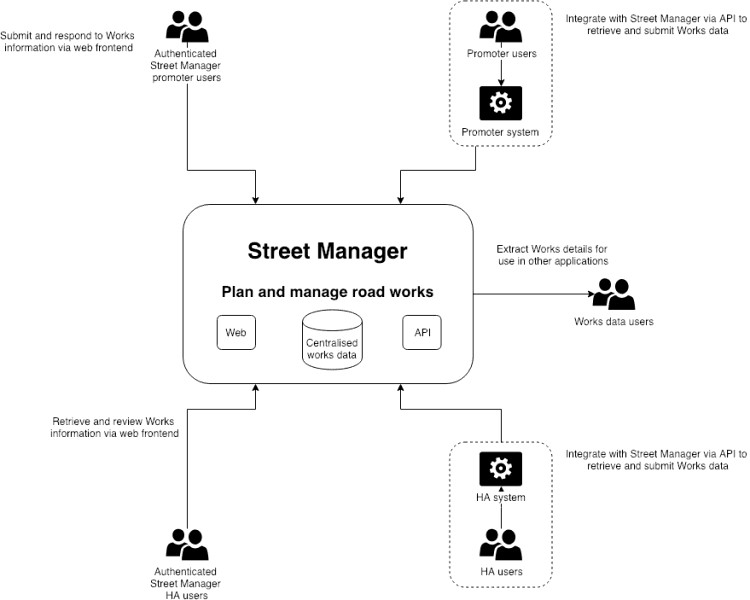 Submit and respond to Works
information via web frontend
Authenticated
Street Manager
promoter users
Promoter users
Promoter system
Integrate with Street Manager via API to
retrieve and submit Works data
Street Manager
Plan and manage road works
Web
Centralised
works data
API
Extract Works details for
use in other applications
Works data users
Retrieve and review Works
information via web frontend
Authenticated
Street Manager
HA users
HA system
HA users
Integrate with Street Manager via API to
retrieve and submit Works data